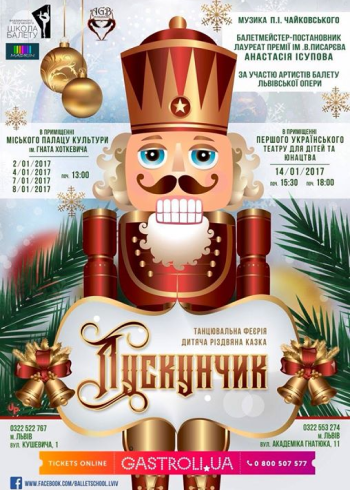 ШКОЛА
БАЛЕТУ
AGB
МУЗИКА П.І. ЧАЙКОВСЬКОГО
БАЛЕТМЕЙСТЕР-ПОСТАНОВНИК
ЛАУРЕАТ ПРЕМІЇ ІМ.В.ПИСАРЄВА
АНАСТАСІЯ ІСУПОВА
ЗА УЧАСТЮ АРТИСТІВ БАЛЕТУ
ЛЬВІВСЬКОЇ ОПЕРИ
В ПРИМІЩЕННІ
МІСЬКОГО ПАЛАЦУ КУЛЬТУРИ
ім.ГНАТА ХОТКЕВИЧА
2/01/2017
4/01/2017
7/01/2017
8/01/2017
ПОЧ. 13:00
В ПРИМІЩЕННІ
ПЕРШОГО УКРАЇНСЬКОГО
ТЕАТРУ ДЛЯ ДІТЕЙ ТА
ЮНАЦТВА
14/01/2017
ПОЧ. 15:30 ПОЧ. 18:00
ТАНЦЮВАЛЬНА ФЕЄРІЯ
ДИТЯЧА РІЗДВЯНА КАЗКА
Лускунчик
0322 522 767
м. ЛЬВІВ
ВУЛ. КУШЕВИЧА, 1
0322 553 274
м. ЛЬВІВ
ВУЛ. АКАДЕМІКА ГНАТЮКА, 11
TICKETS ONLINE
GASTROLI.UA
0 800 507 577
WWW.FACEBOOK.COM/BALLETSCHOOL.LVIV